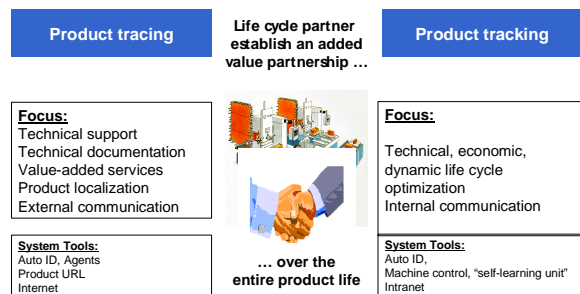 Product tracing
Life cycle partner
establish an added
value partnership ...
Product tracking
Focus:
Technical support
Technical documentation
Value-added services
Product localization
External communication
Focus:
Technical, economic,
dynamic life cycle
optimization
Internal communication
System Tools:
Auto ID, Agents
Product URL
Internet
... over the
entire product life
System Tools:
Auto ID,
Machine control, “self-learning unit”
Intranet